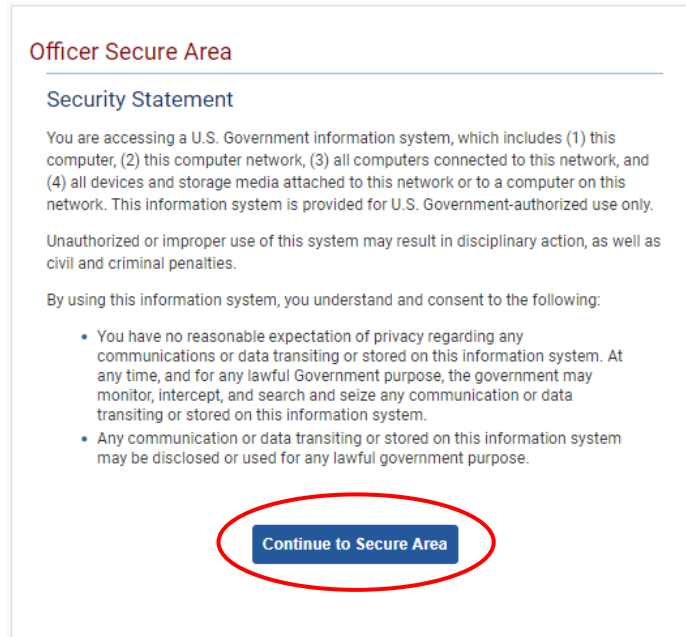 Officer Secure Area
Security Statement
You are accessing a U.S. Government information system, which includes (1) this
computer, (2) this computer network, (3) all computers connected to this network, and
(4) all devices and storage media attached to this network or to a computer on this
network. This information system is provided for U.S. Government-authorized use only.
Unauthorized or improper use of this system may result in disciplinary action, as well as
civil and criminal penalties.
By using this information system, you understand and consent to the following:
• You have no reasonable expectation of privacy regarding any
communications or data transiting or stored on this information system. At
any time, and for any lawful Government purpose, the government may
monitor, intercept, and search and seize any communication or data
transiting or stored on this information system.
• Any communication or data transiting or stored on this information system
may be disclosed or used for any lawful government purpose.
Continue to Secure Area